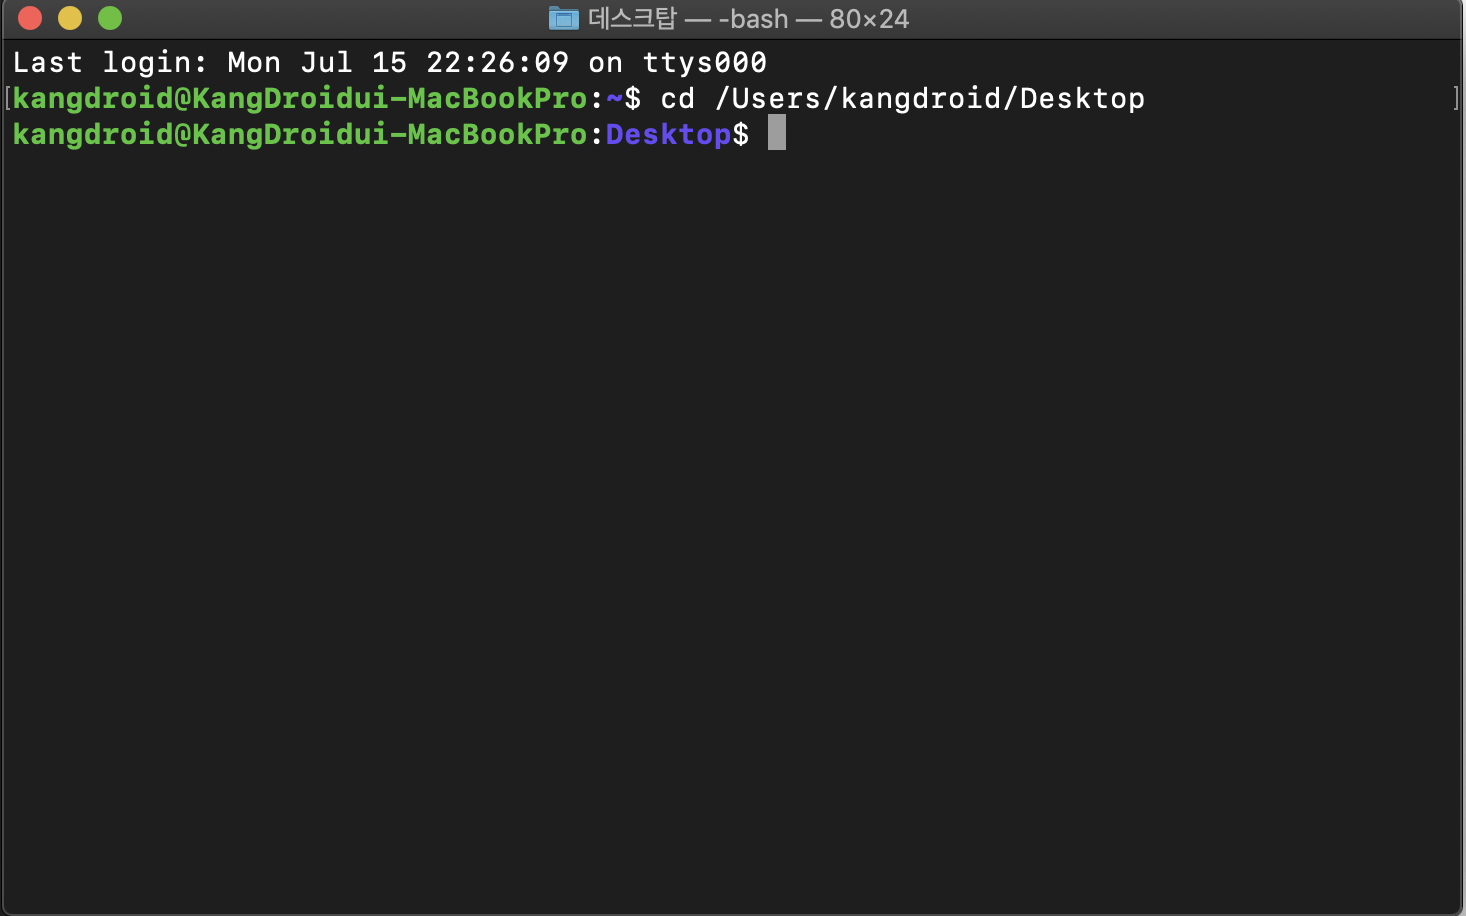 데스크탑 — -bash — 80×24
Last login: Mon Jul 15 22:26:09 on ttys000
[kangdroid@KangDroidui-MacBookPro:~$ cd /Users/kangdroid/Desktop ]
kangdroid@KangDroidui-MacBookPro:Desktop$